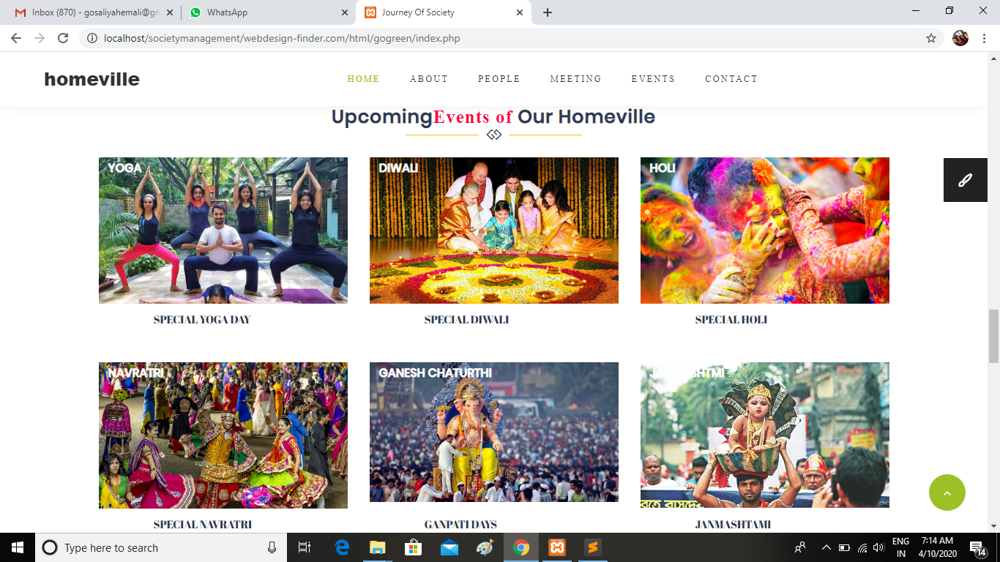 Inbox (870) - gosaliyahemali@gm
WhatsApp
Journey Of Society
localhost/societymanagement/webdesign-finder.com/html/gogreen/index.php
homeville
HOME ABOUT PEOPLE MEETING EVENTS CONTACT
UpcomingEvents of Our Homeville
YOGA
DIWALI
HOLI
SPECIAL YOGA DAY
SPECIAL DIWALI
SPECIAL HOLI
NAVRATRI
GANESH CHATURTHI
JANMASHTMI
SPECIAL NAVRATRI
GANPATI DAYS
JANMASHTAMI
Type here to search
ENG
IN
7:14 AM
4/10/2020
14